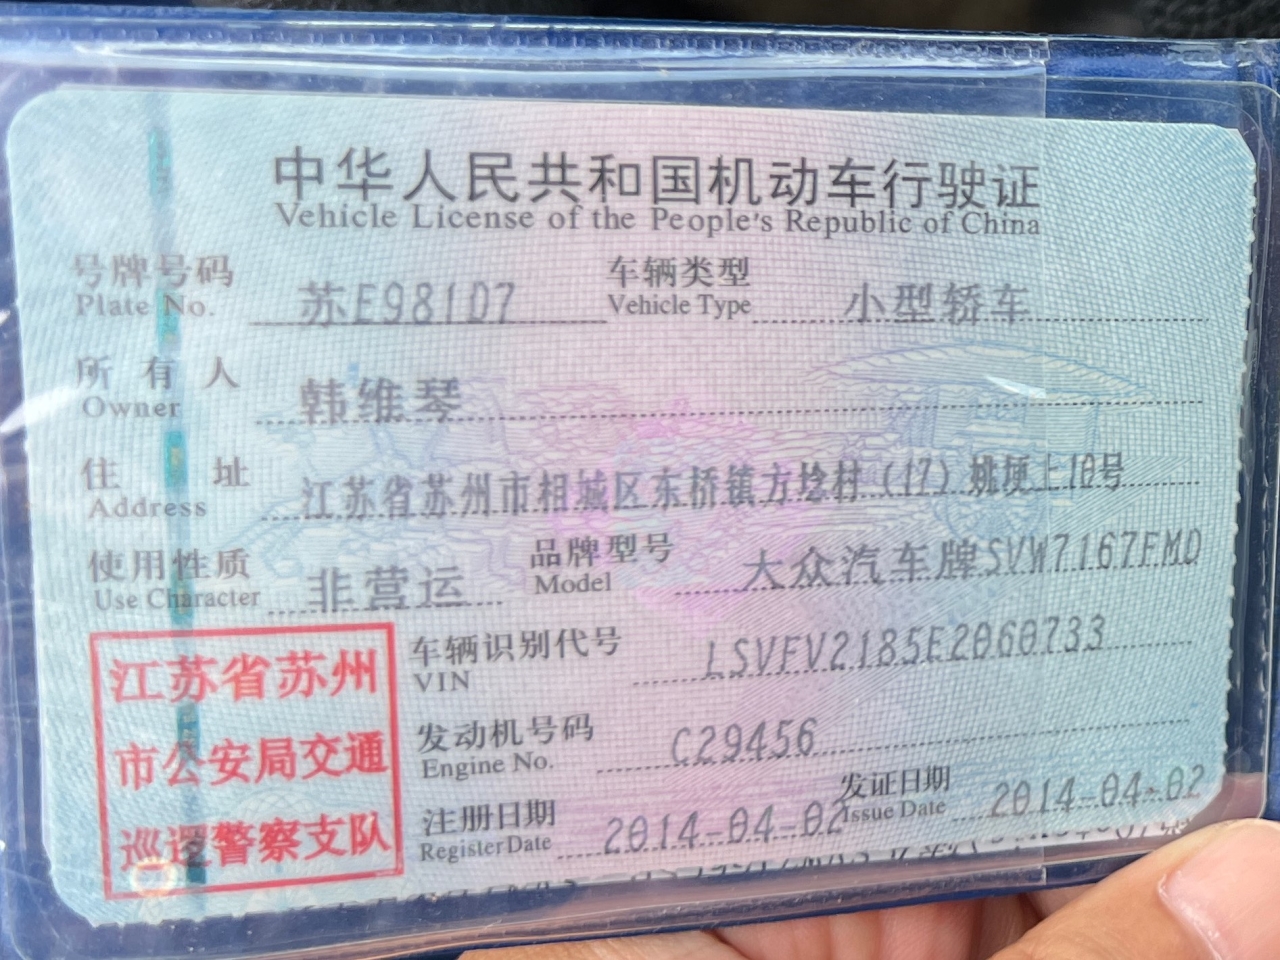 中华人民共和国机动车行驶证
Vehicle License of the People's Republic of China
号牌号码 苏E981D7 车辆类型 小型轿车
Plate No. Vehicle Type
所有人 韩维琴
Owner
住址 江苏省苏州市相城区东桥镇方埝村(17)姚埂上10号
Address
使用性质 非营运 品牌型号 大众汽车牌SVW7167FMD
Use Character Model
江苏省苏州
市公安局交通
巡逻警察支队
车辆识别代号 LSVFV2185E2060733
VIN
发动机号码 C29456
Engine No.
注册日期 2014-04-02 发证日期 2014-04-02
Register Date Issue Date